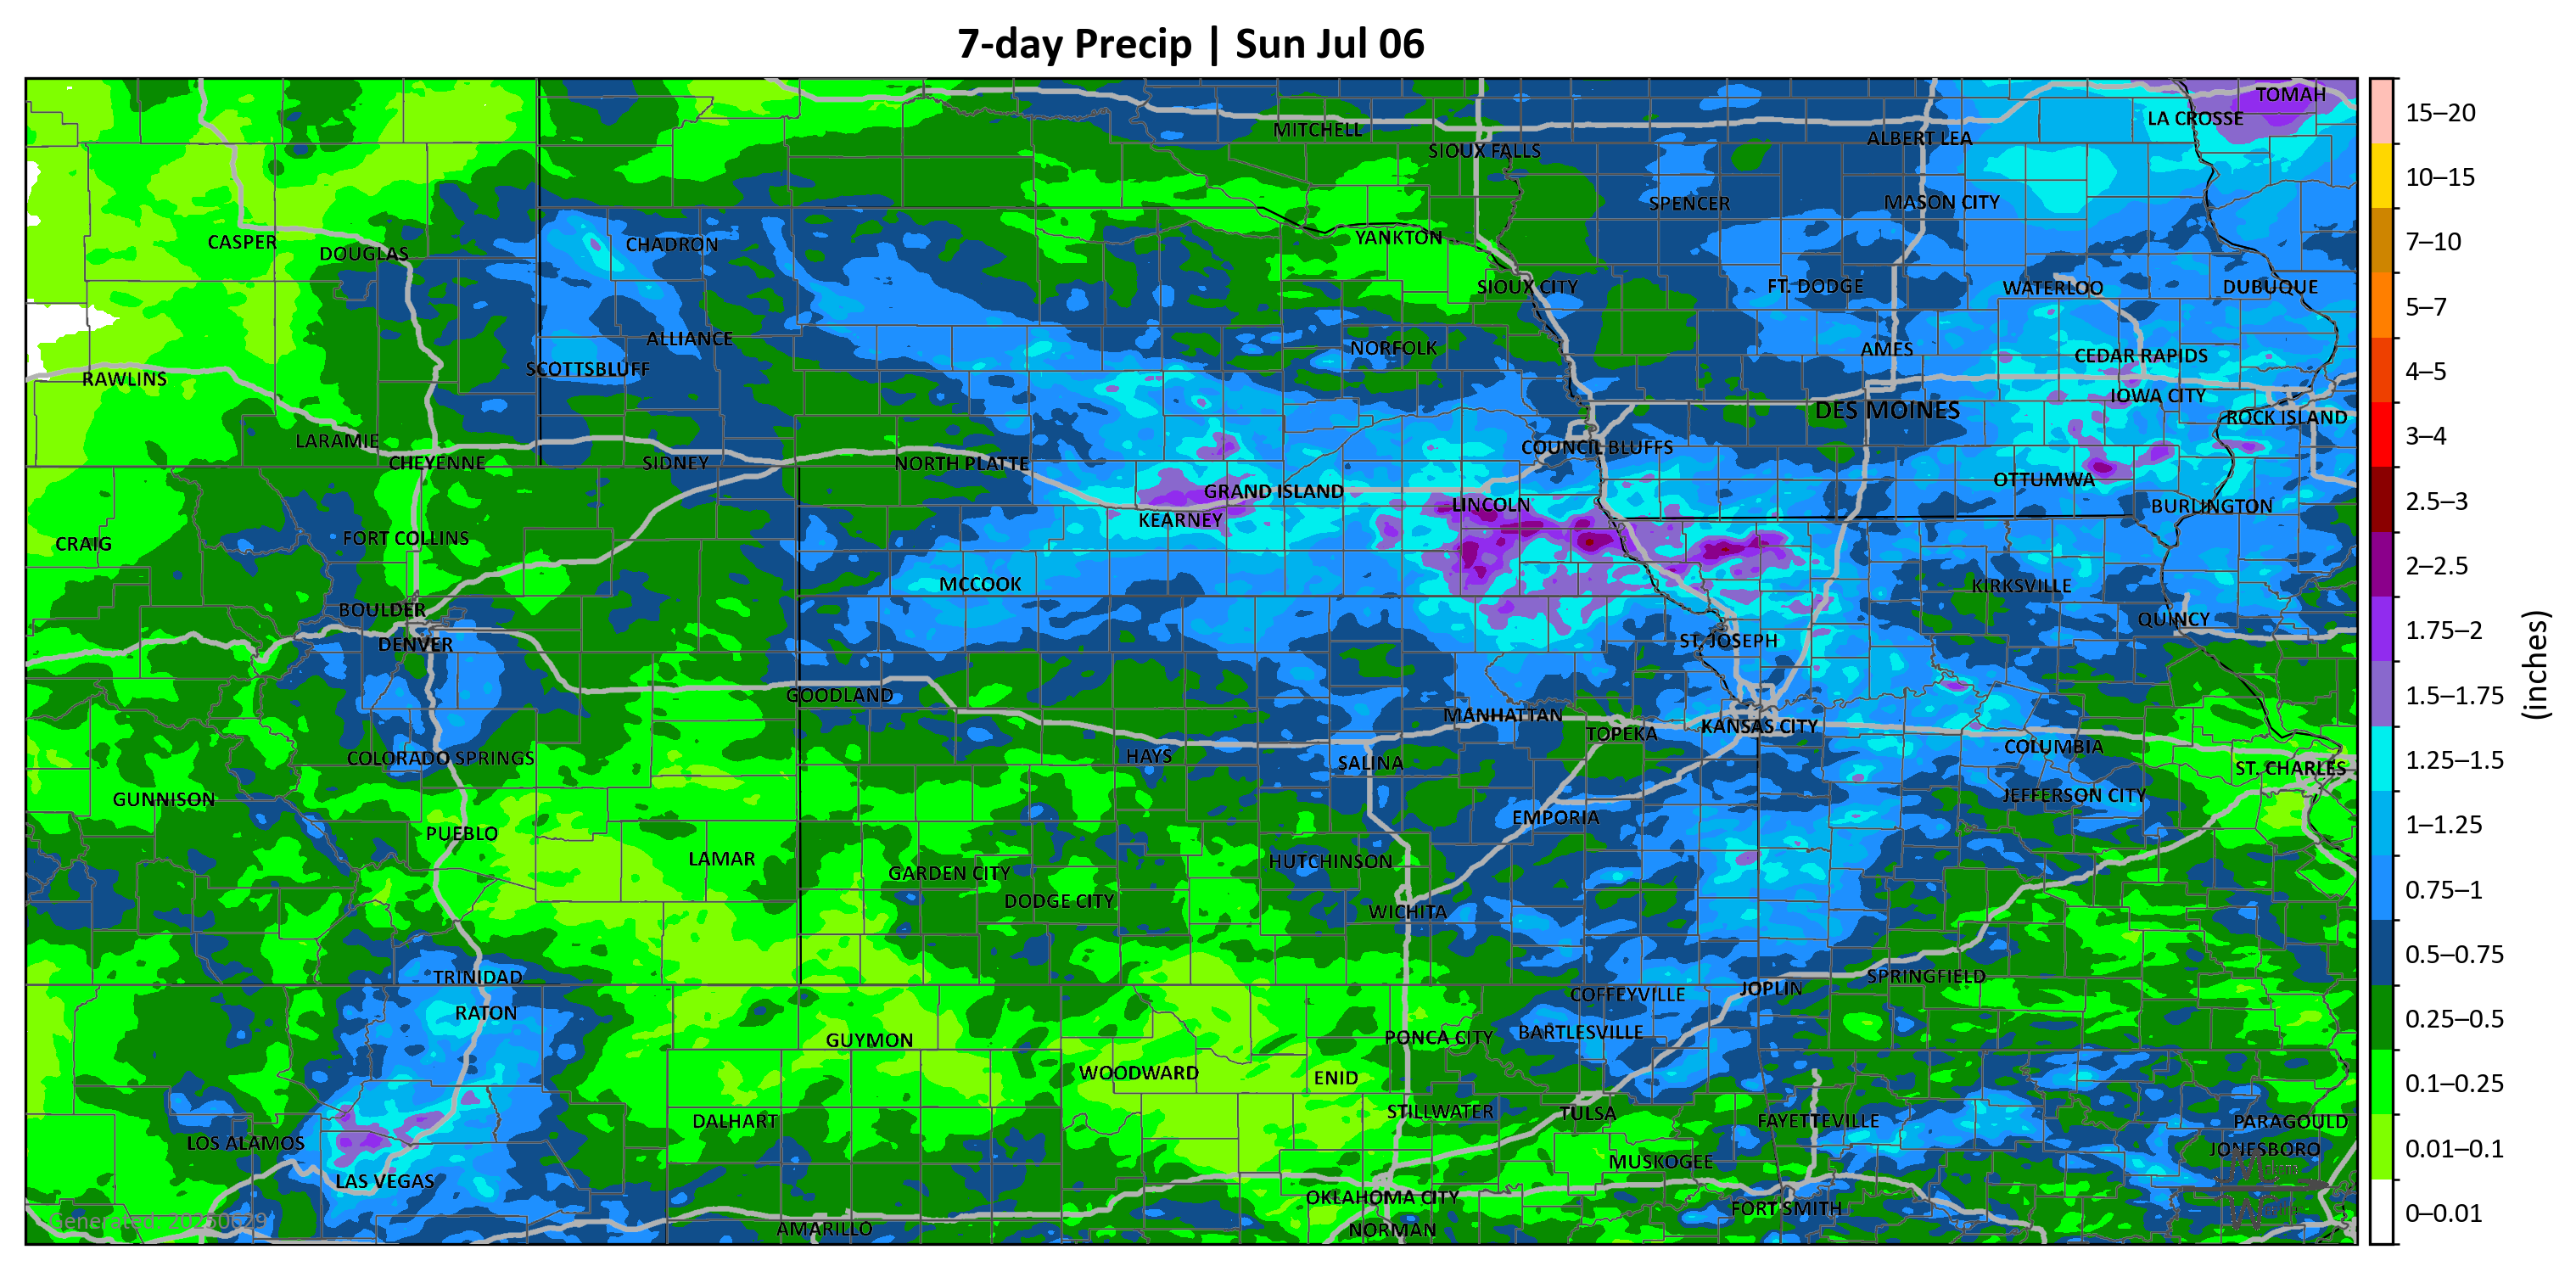 7-day Precip | Sun Jul 06
TOMAH
LA CROSSE
MITCHELL
ALBERT LEA
SIOUX FALLS
SPENCER
MASON CITY
CASPER
DOUGLAS
CHADRON
YANKTON
SIOUX CITY
FT. DODGE
WATERLOO
DUBUQUE
ALLIANCE
NORFOLK
AMES
CEDAR RAPIDS
SCOTTSBLUFF
RAWLINS
IOWA CITY
DES MOINES
ROCK ISLAND
LARAMIE
COUNCIL BLUFFS
CHEYENNE
SIDNEY
NORTH PLATTE
OTTUMWA
GRAND ISLAND
LINCOLN
BURLINGTON
KEARNEY
CRAIG
FORT COLLINS
MCCOOK
KIRKSVILLE
BOULDER
QUINCY
DENVER
ST. JOSEPH
GOODLAND
MANHATTAN
TOPEKA
KANSAS CITY
COLORADO SPRINGS
HAYS
SALINA
COLUMBIA
ST. CHARLES
GUNNISON
JEFFERSON CITY
PUEBLO
EMPORIA
LAMAR
HUTCHINSON
GARDEN CITY
DODGE CITY
WICHITA
TRINIDAD
SPRINGFIELD
JOPLIN
COFFEYVILLE
RATON
BARTLESVILLE
GUYMON
PONCA CITY
WOODWARD
ENID
STILLWATER
TULSA
DALHART
FAYETTEVILLE
PARAGOULD
LOS ALAMOS
JONESBORO
MUSKOGEE
LAS VEGAS
OKLAHOMA CITY
FORT SMITH
AMARILLO
NORMAN
Generated: 20250629
15–20
10–15
7–10
5–7
4–5
3–4
2.5–3
2–2.5
1.75–2
1.5–1.75
1.25–1.5
1–1.25
0.75–1
0.5–0.75
0.25–0.5
0.1–0.25
0.01–0.1
0–0.01
(inches)